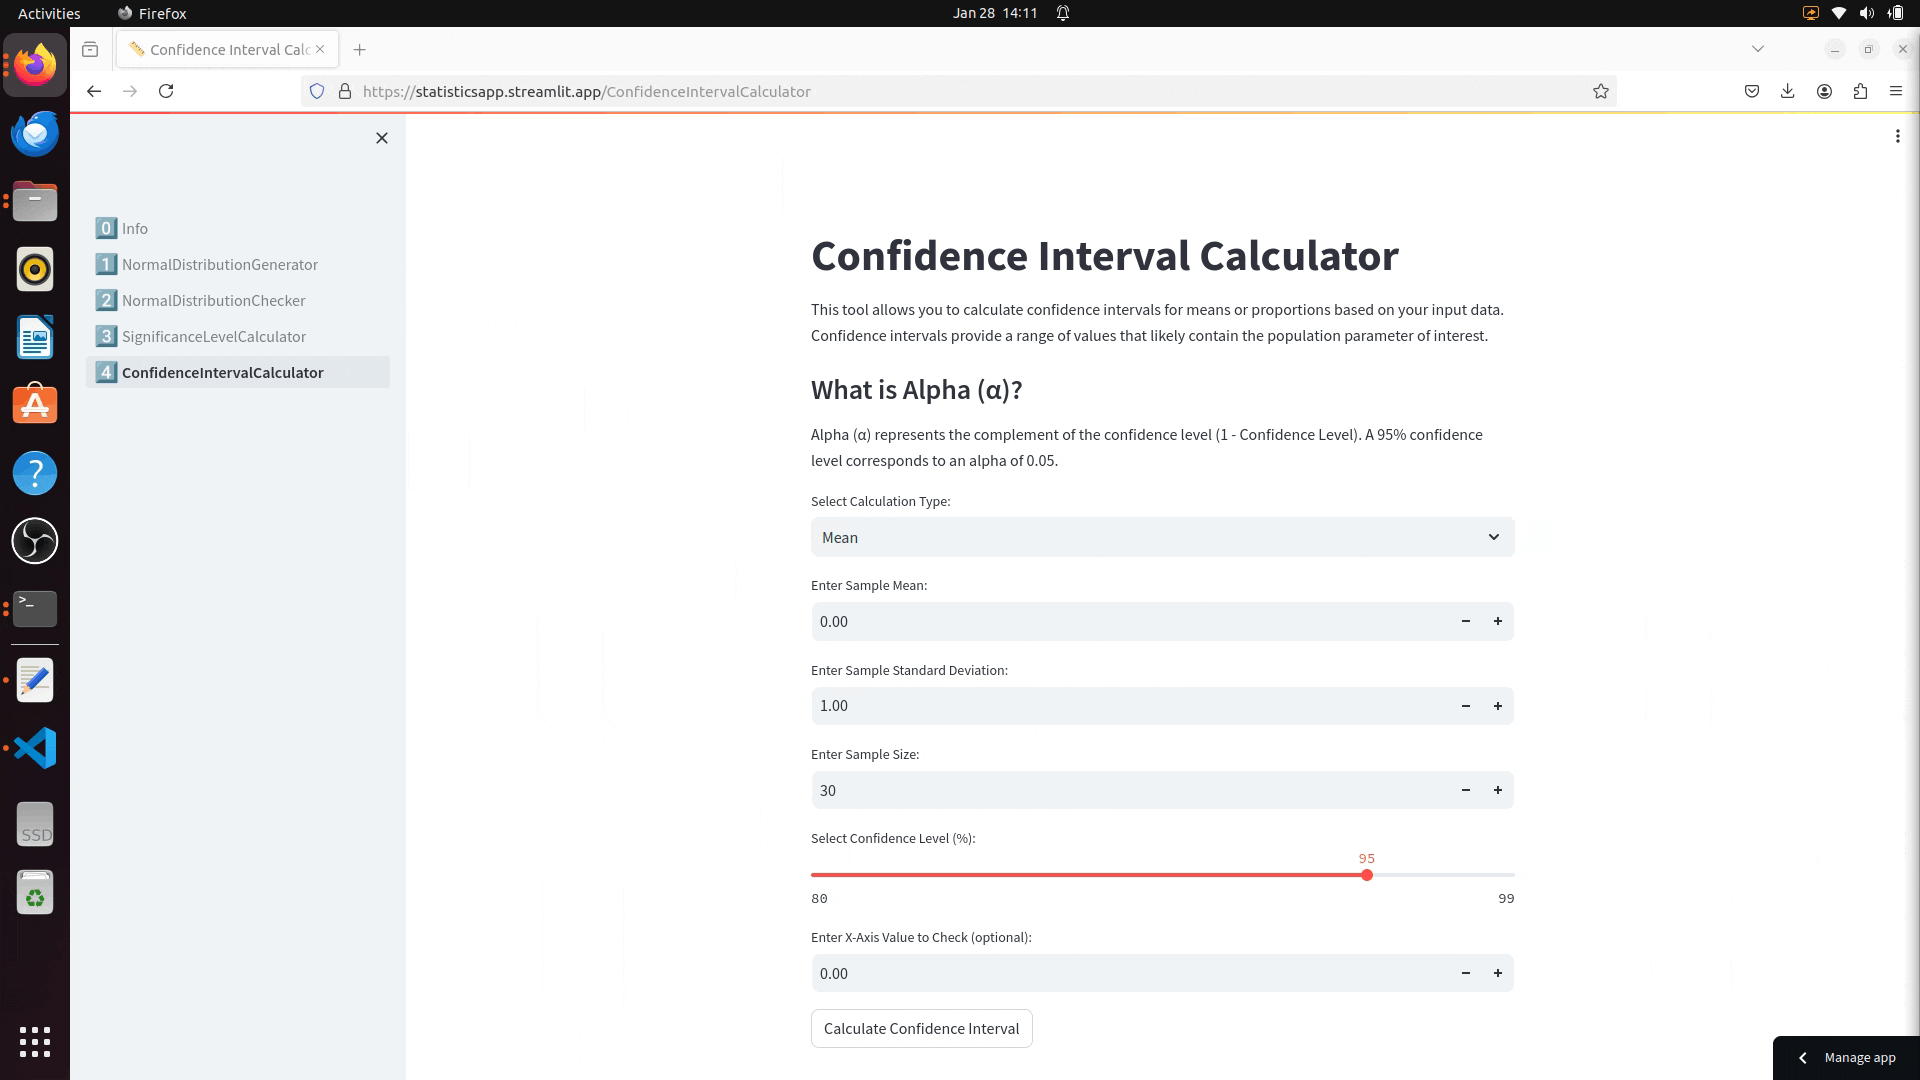 Activities
Firefox
Jan 28 14:11
Confidence Interval Calc
https://statisticsapp.streamlit.app/ConfidenceIntervalCalculator
0 Info
1 NormalDistributionGenerator
2 NormalDistributionChecker
3 SignificanceLevelCalculator
4 ConfidenceIntervalCalculator
SSD
Confidence Interval Calculator
This tool allows you to calculate confidence intervals for means or proportions based on your input data.
Confidence intervals provide a range of values that likely contain the population parameter of interest.
What is Alpha (α)?
Alpha (α) represents the complement of the confidence level (1 - Confidence Level). A 95% confidence
level corresponds to an alpha of 0.05.
Select Calculation Type:
Mean
Enter Sample Mean:
0.00
Enter Sample Standard Deviation:
1.00
Enter Sample Size:
30
Select Confidence Level (%):
95
80
99
Enter X-Axis Value to Check (optional):
0.00
Calculate Confidence Interval
Manage app